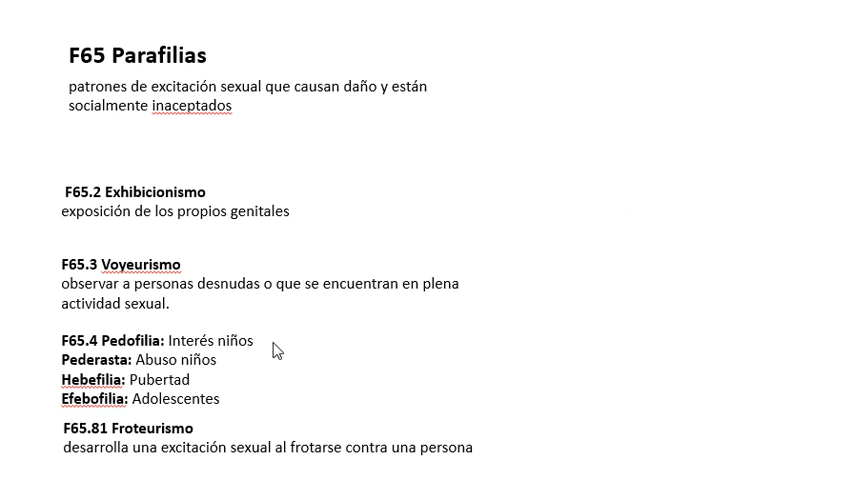 F65 Parafilias
patrones de excitación sexual que causan daño y están
socialmente inaceptados
F65.2 Exhibicionismo
exposición de los propios genitales
F65.3 Voyeurismo
observar a personas desnudas o que se encuentran en plena
actividad sexual.
F65.4 Pedofilia: Interés niños
Pederasta: Abuso niños
Hebefilia: Pubertad
Efebofilia: Adolescentes
F65.81 Froteurismo
desarrolla una excitación sexual al frotarse contra una persona